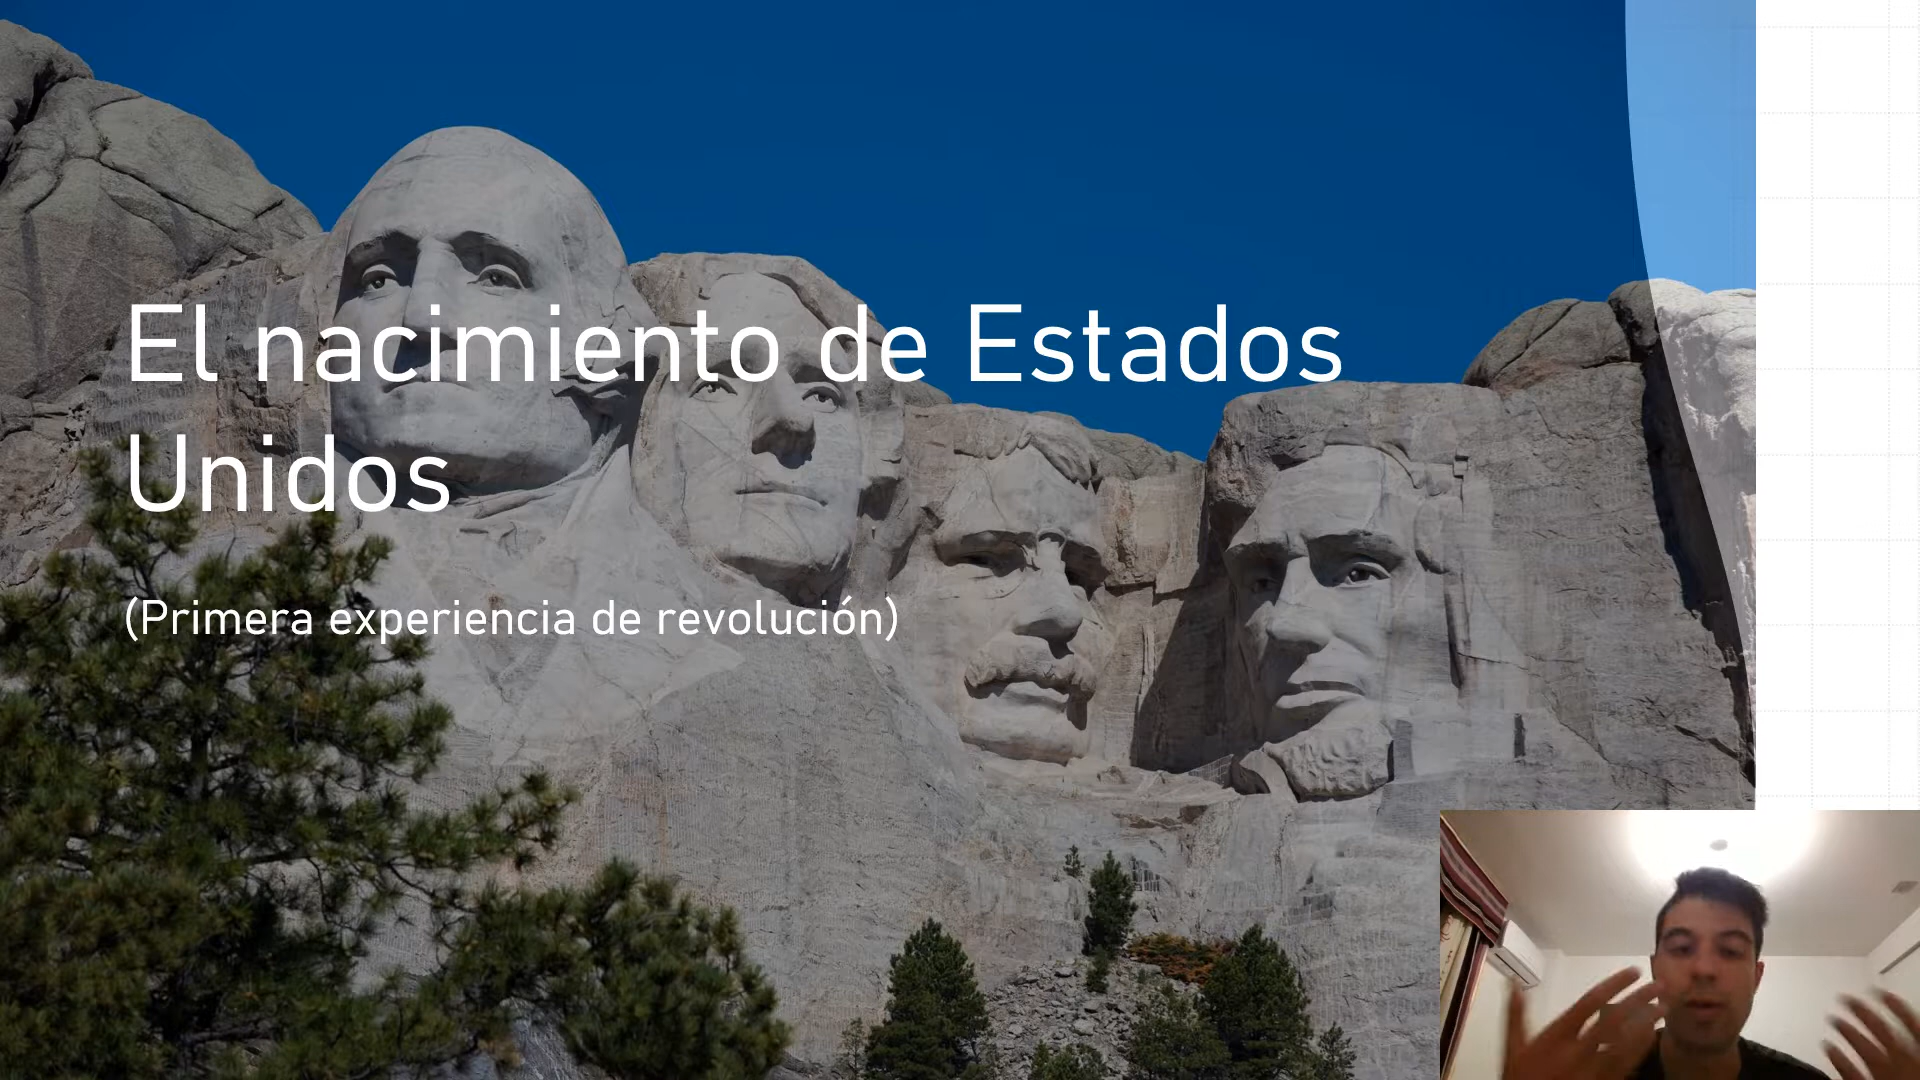 El nacimiento de Estados
Unidos
(Primera experiencia de revolución)